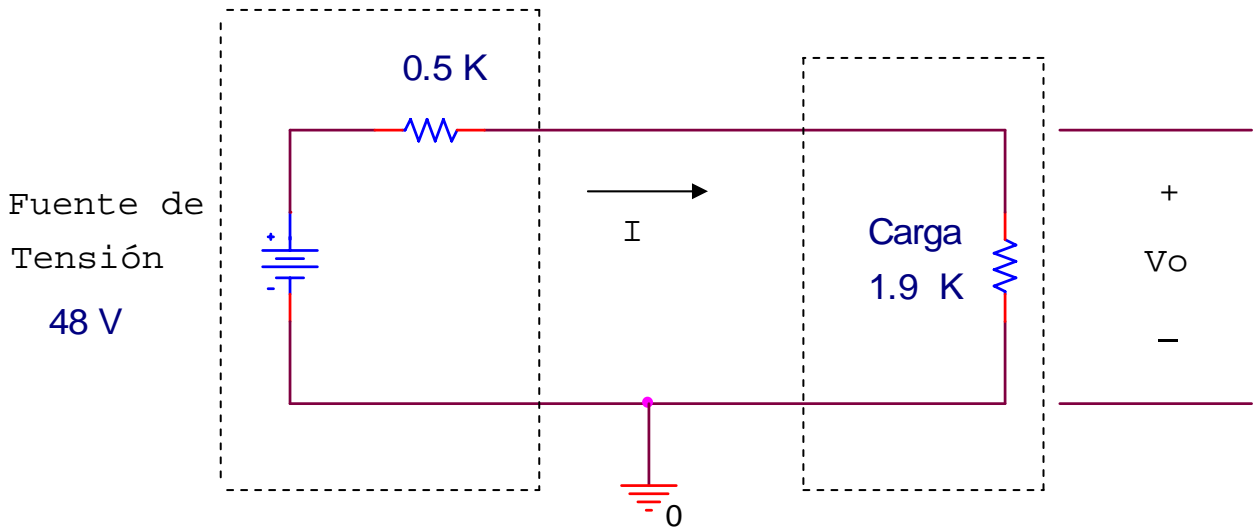 0.5 K
Fuente de
Tensión
48 V
+
-
I
Carga
1.9 K
+
Vo
−
0